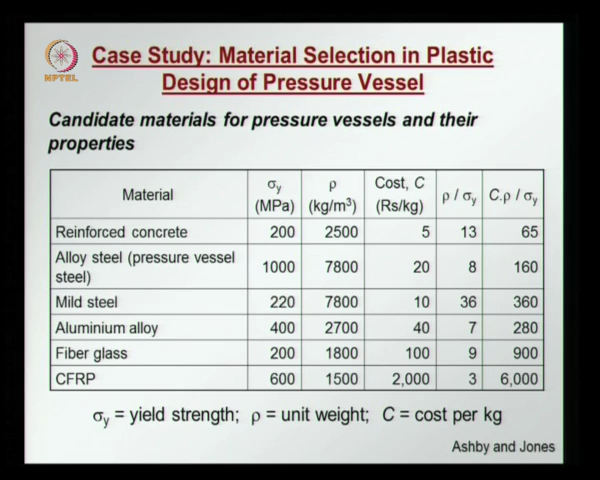 Case Study: Material Selection in Plastic
Design of Pressure Vessel
NPTEL
Candidate materials for pressure vessels and their
properties
Material σy (MPa) ρ (kg/m³) Cost, C (Rs/kg) ρ / σy C.ρ / σy
Reinforced concrete 200 2500 5 13 65
Alloy steel (pressure vessel steel) 1000 7800 20 8 160
Mild steel 220 7800 10 36 360
Aluminium alloy 400 2700 40 7 280
Fiber glass 200 1800 100 9 900
CFRP 600 1500 2,000 3 6,000
σy = yield strength; ρ = unit weight; C = cost per kg
Ashby and Jones